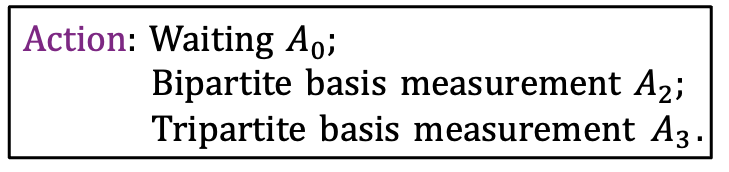 Action: Waiting A₀;
Bipartite basis measurement A₂;
Tripartite basis measurement A₃.